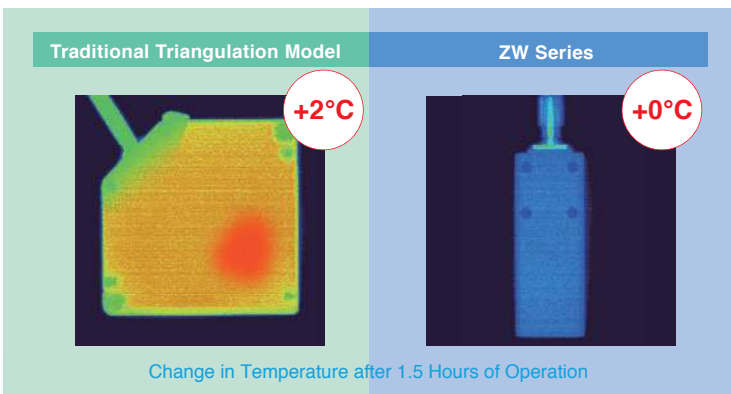 Traditional Triangulation Model
ZW Series
+2°C
+0°C
Change in Temperature after 1.5 Hours of Operation